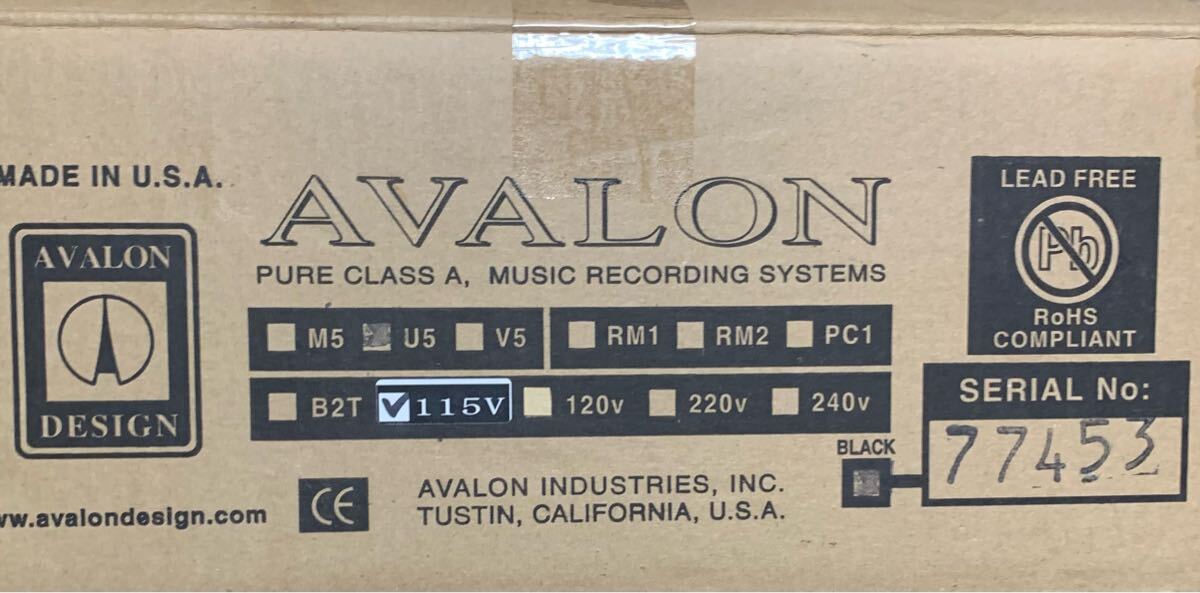 MADE IN U.S.A.
AVALON
DESIGN
AVALON
PURE CLASS A, MUSIC RECORDING SYSTEMS
M5 U5 V5 RM1 RM2 PC1
B2T 115V 120v 220v 240v
LEAD FREE
Pb
RoHS
COMPLIANT
SERIAL No:
77453
BLACK
ww.avalondesign.com
CE
AVALON INDUSTRIES, INC.
TUSTIN, CALIFORNIA, U.S.A.